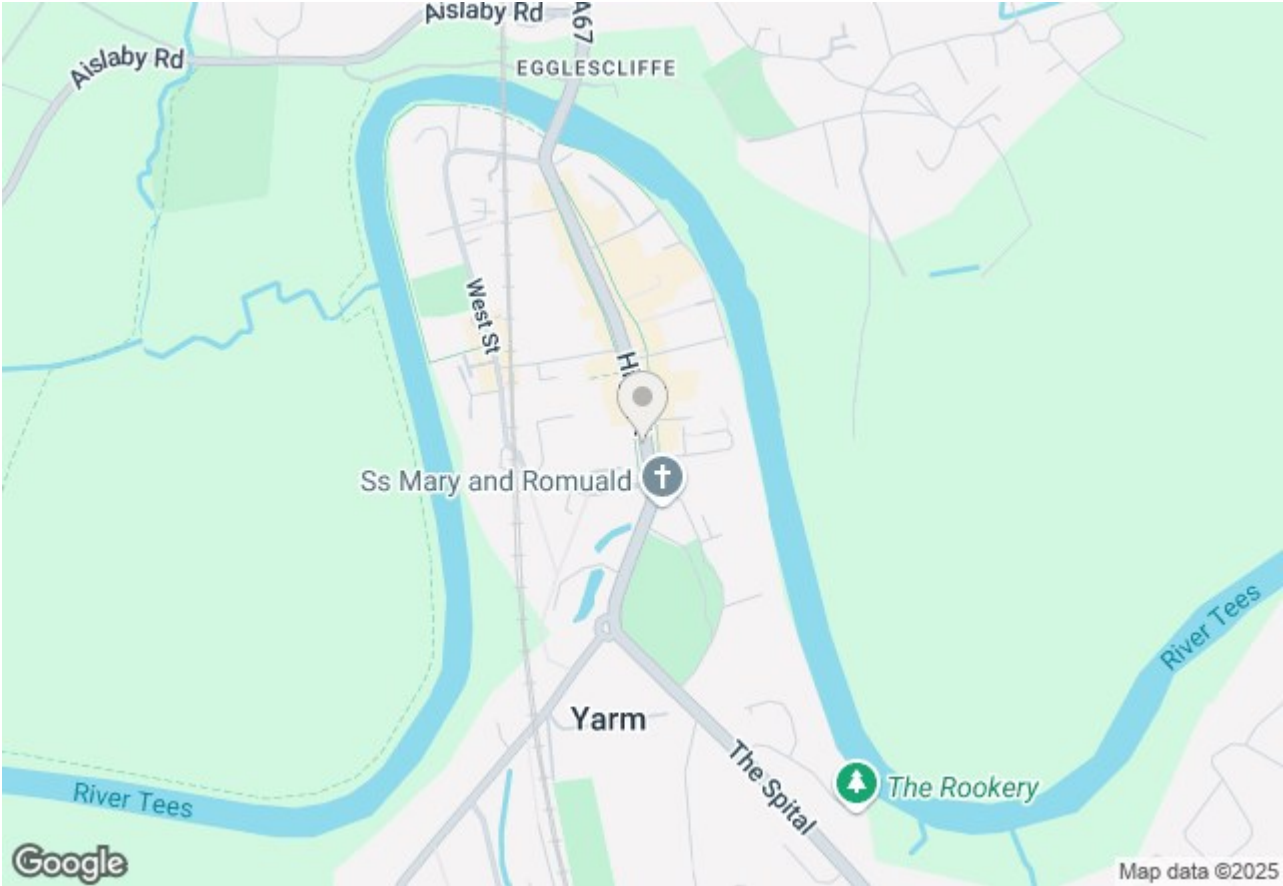 Aislaby Rd
A67
Aislaby Rd
EGGLESCLIFFE
West St
Ss Mary and Romuald
River Tees
Yarm
The Spital
The Rookery
River Tees
Google
Map data ©2025